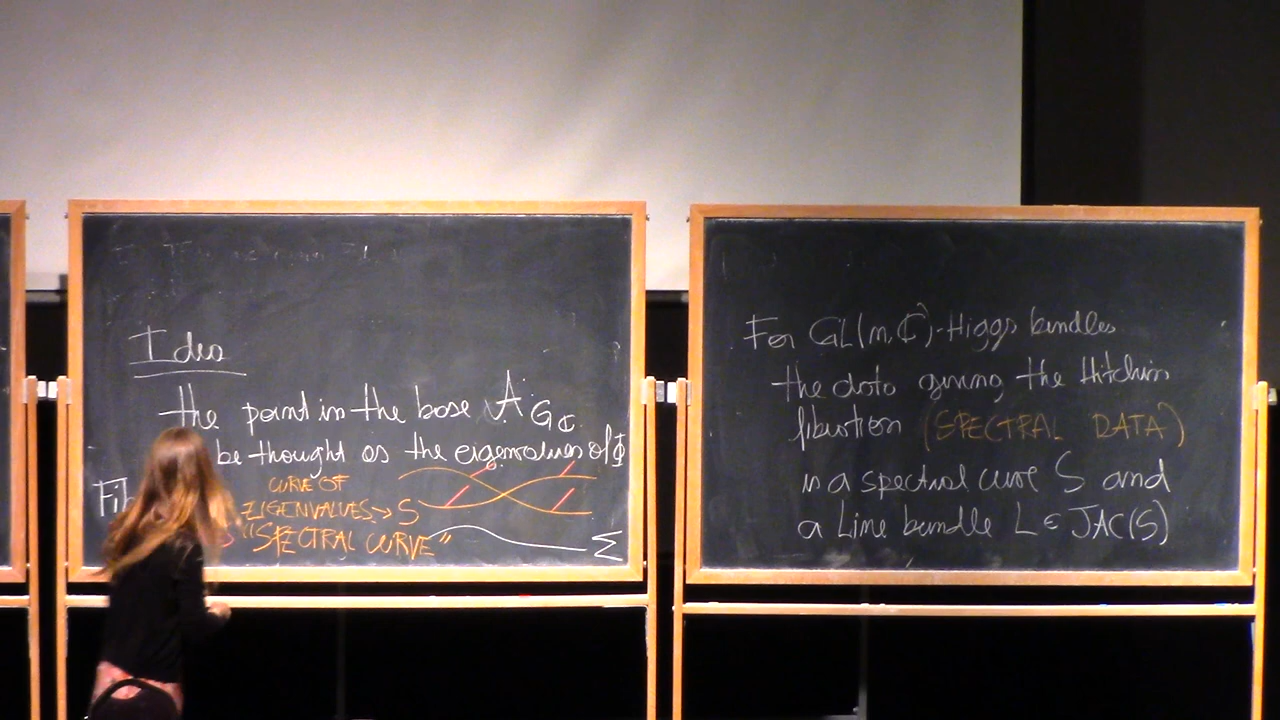 Idea
the point in the base A G_C
be thought as the eigenvalues of Φ
Fib
CURVE OF
EIGENVALUES → S
"SPECTRAL CURVE"
Σ
For GL(n,ℂ)-Higgs bundles
the data giving the Hitchin
fibration (SPECTRAL DATA)
is a spectral curve S and
a Line bundle L ∈ JAC(S)